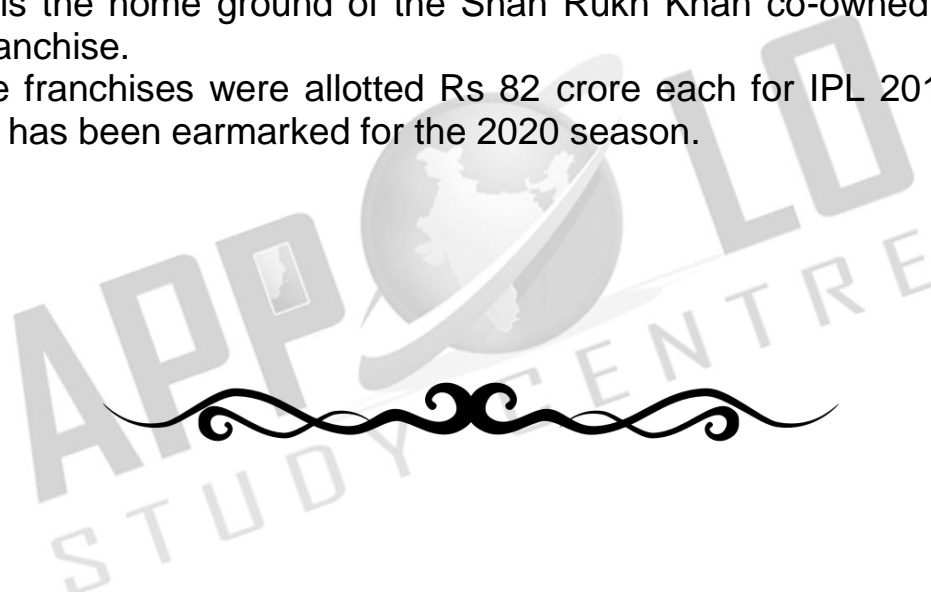 is the home ground of the Shah Rukh Khan co-owned
anchise.
e franchises were allotted Rs 82 crore each for IPL 201
has been earmarked for the 2020 season.
APPOLO
STUDY CENTRE